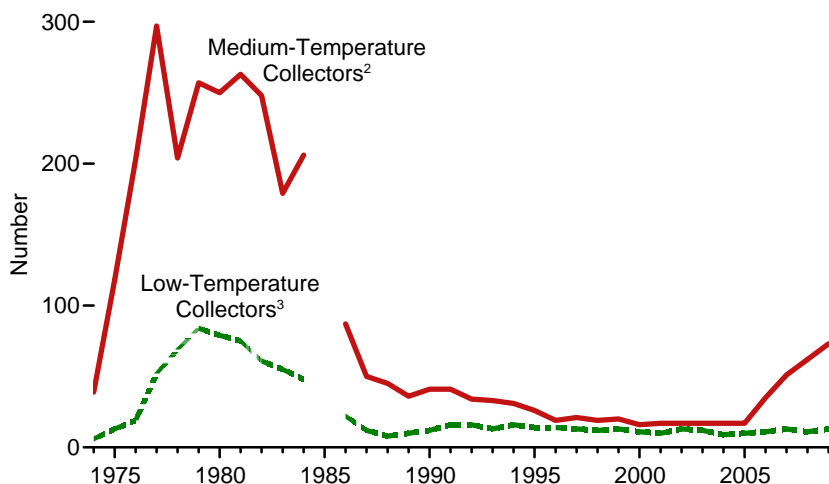 300
Medium-Temperature
Collectors²
200
Number
Low-Temperature
Collectors³
100
0
1975 1980 1985 1990 1995 2000 2005